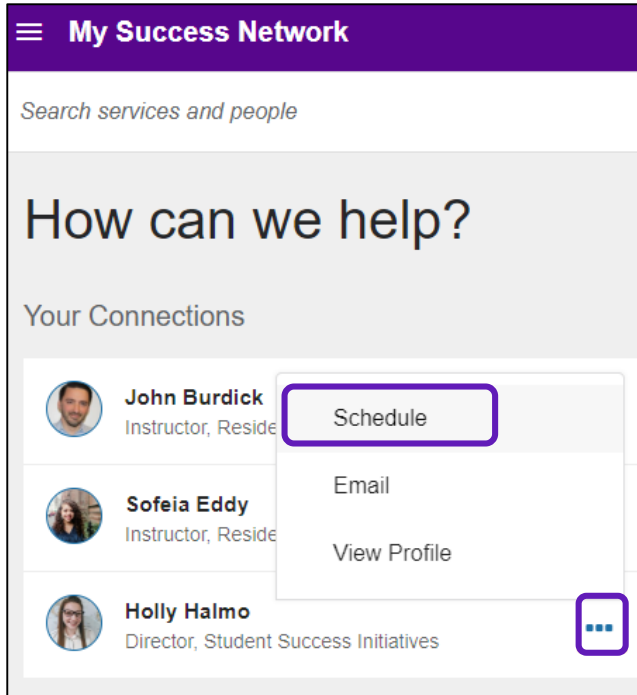 My Success Network
Search services and people
How can we help?
Your Connections
John Burdick
Instructor, Reside
Schedule
Email
Sofeia Eddy
Instructor, Reside
View Profile
Holly Halmo
Director, Student Success Initiatives